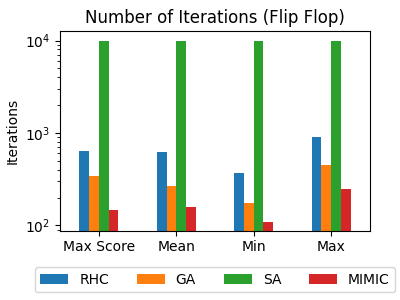 Number of Iterations (Flip Flop)
Iterations
10⁴
10³
10²
Max Score Mean Min Max
RHC GA SA MIMIC